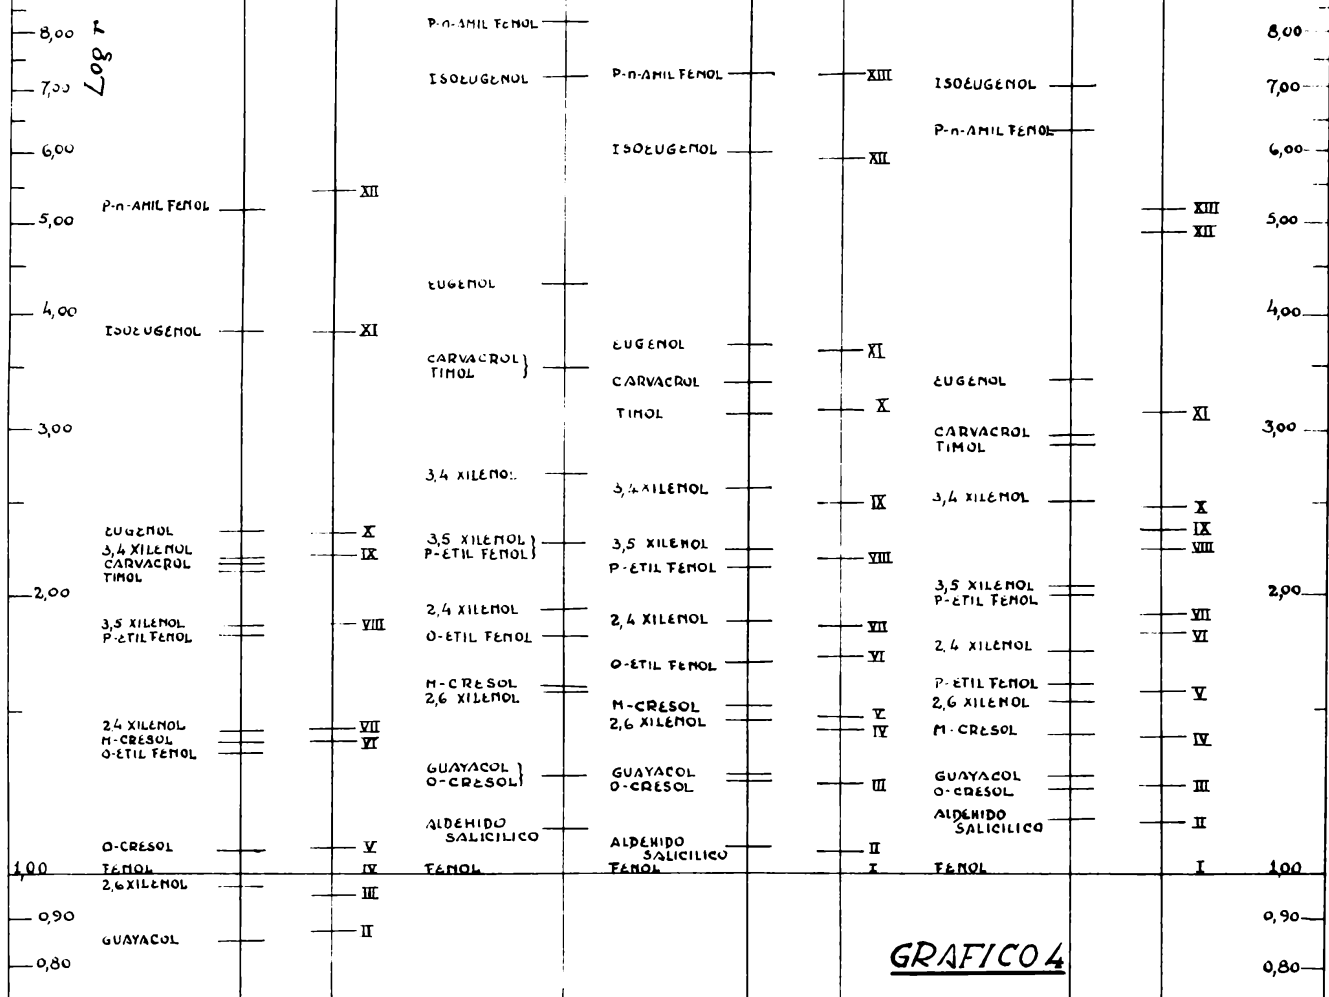 8,00
7,00
6,00
5,00
4,00
3,00
2,00
1,00
0,90
0,80
Log r
P-n-AMIL FENOL
ISOEUGENOL
EUGENOL
3,4 XILENOL
CARVACROL
TIMOL
3,5 XILENOL
P-ETIL FENOL
2,4 XILENOL
M-CRESOL
O-ETIL FENOL
O-CRESOL
FENOL
2,6 XILENOL
GUAYACOL
XII
XI
X
IX
VIII
VII
VI
V
IV
III
II
P-n-AMIL FENOL
ISOEUGENOL
EUGENOL
CARVACROL }
TIMOL
3,4 XILENOL
3,5 XILENOL }
P-ETIL FENOL
2,4 XILENOL
O-ETIL FENOL
M-CRESOL
2,6 XILENOL
GUAYACOL }
O-CRESOL
ALDEHIDO
SALICILICO
FENOL
P-n-AMIL FENOL
ISOEUGENOL
EUGENOL
CARVACROL
TIMOL
3,4 XILENOL
3,5 XILENOL
P-ETIL FENOL
2,4 XILENOL
O-ETIL FENOL
M-CRESOL
2,6 XILENOL
GUAYACOL
O-CRESOL
ALDEHIDO
SALICILICO
FENOL
XIII
XII
XI
X
IX
VIII
VII
VI
V
IV
III
II
I
ISOEUGENOL
P-n-AMIL FENOL
EUGENOL
CARVACROL
TIMOL
3,4 XILENOL
3,5 XILENOL
P-ETIL FENOL
2,4 XILENOL
P-ETIL FENOL
2,6 XILENOL
M-CRESOL
GUAYACOL
O-CRESOL
ALDEHIDO
SALICILICO
FENOL
XIII
XII
XI
X
IX
VIII
VII
VI
V
IV
III
II
I
8,00
7,00
6,00
5,00
4,00
3,00
2,00
1,00
0,90
0,80
GRAFICO 4